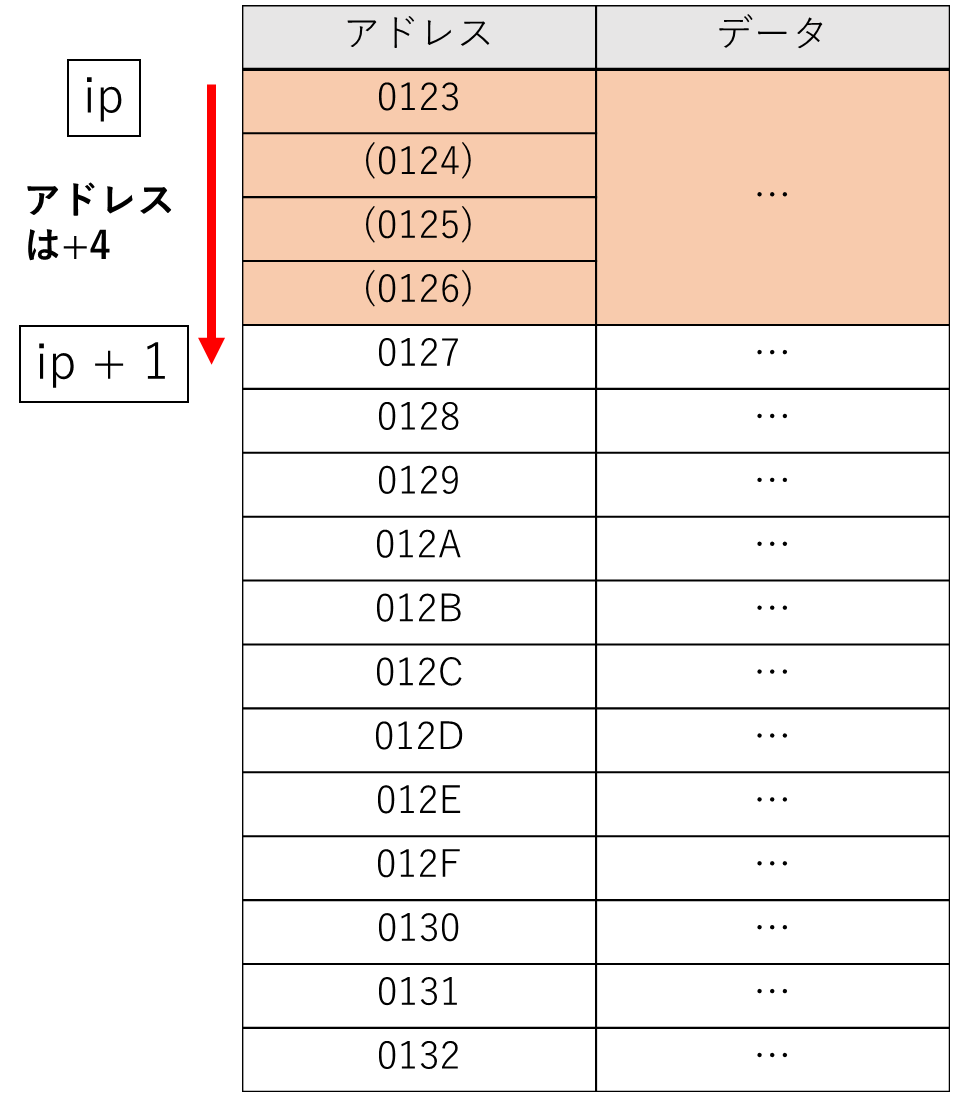 アドレス データ
ip
アドレス
は+4
ip + 1
0123 …
(0124)
(0125)
(0126)
0127 …
0128 …
0129 …
012A …
012B …
012C …
012D …
012E …
012F …
0130 …
0131 …
0132 …